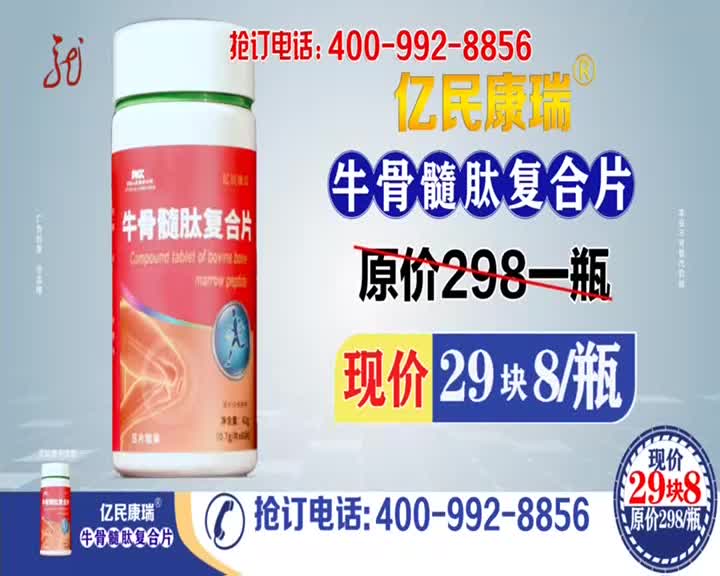 抢订电话:400-992-8856
亿民康瑞®
牛骨髓肽复合片
原价298一瓶
现价 29块8/瓶
牛骨髓肽复合片
Compound tablet of bovine bone
marrow peptide
压片糖果
亿民康瑞®
牛骨髓肽复合片
抢订电话:400-992-8856
现价
29块8
原价298/瓶